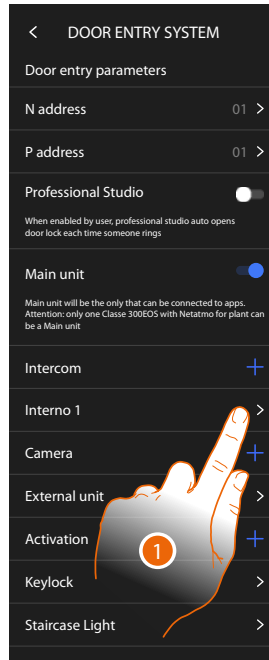 < DOOR ENTRY SYSTEM
Door entry parameters
N address 01 >
P address 01 >
Professional Studio
When enabled by user, professional studio auto opens
door lock each time someone rings
Main unit
Main unit will be the only that can be connected to apps.
Attention: only one Classe 300EOS with Netatmo for plant can
be a Main unit
Intercom +
Interno 1 >
Camera +
External unit >
Activation +
1
Keylock >
Staircase Light >